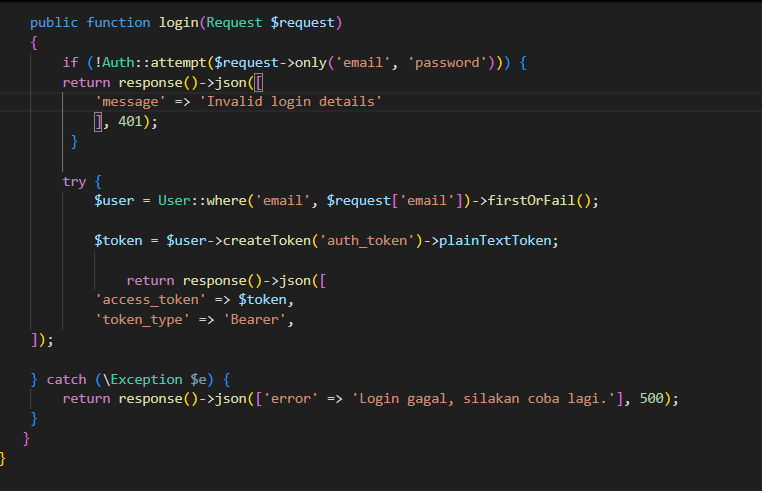 public function login(Request $request)
{
if (!Auth::attempt($request->only('email', 'password'))) {
return response()->json([
'message' => 'Invalid login details'
], 401);
}
try {
$user = User::where('email', $request['email'])->firstOrFail();
$token = $user->createToken('auth_token')->plainTextToken;
return response()->json([
'access_token' => $token,
'token_type' => 'Bearer',
]);
} catch (\Exception $e) {
return response()->json(['error' => 'Login gagal, silakan coba lagi.'], 500);
}
}
}